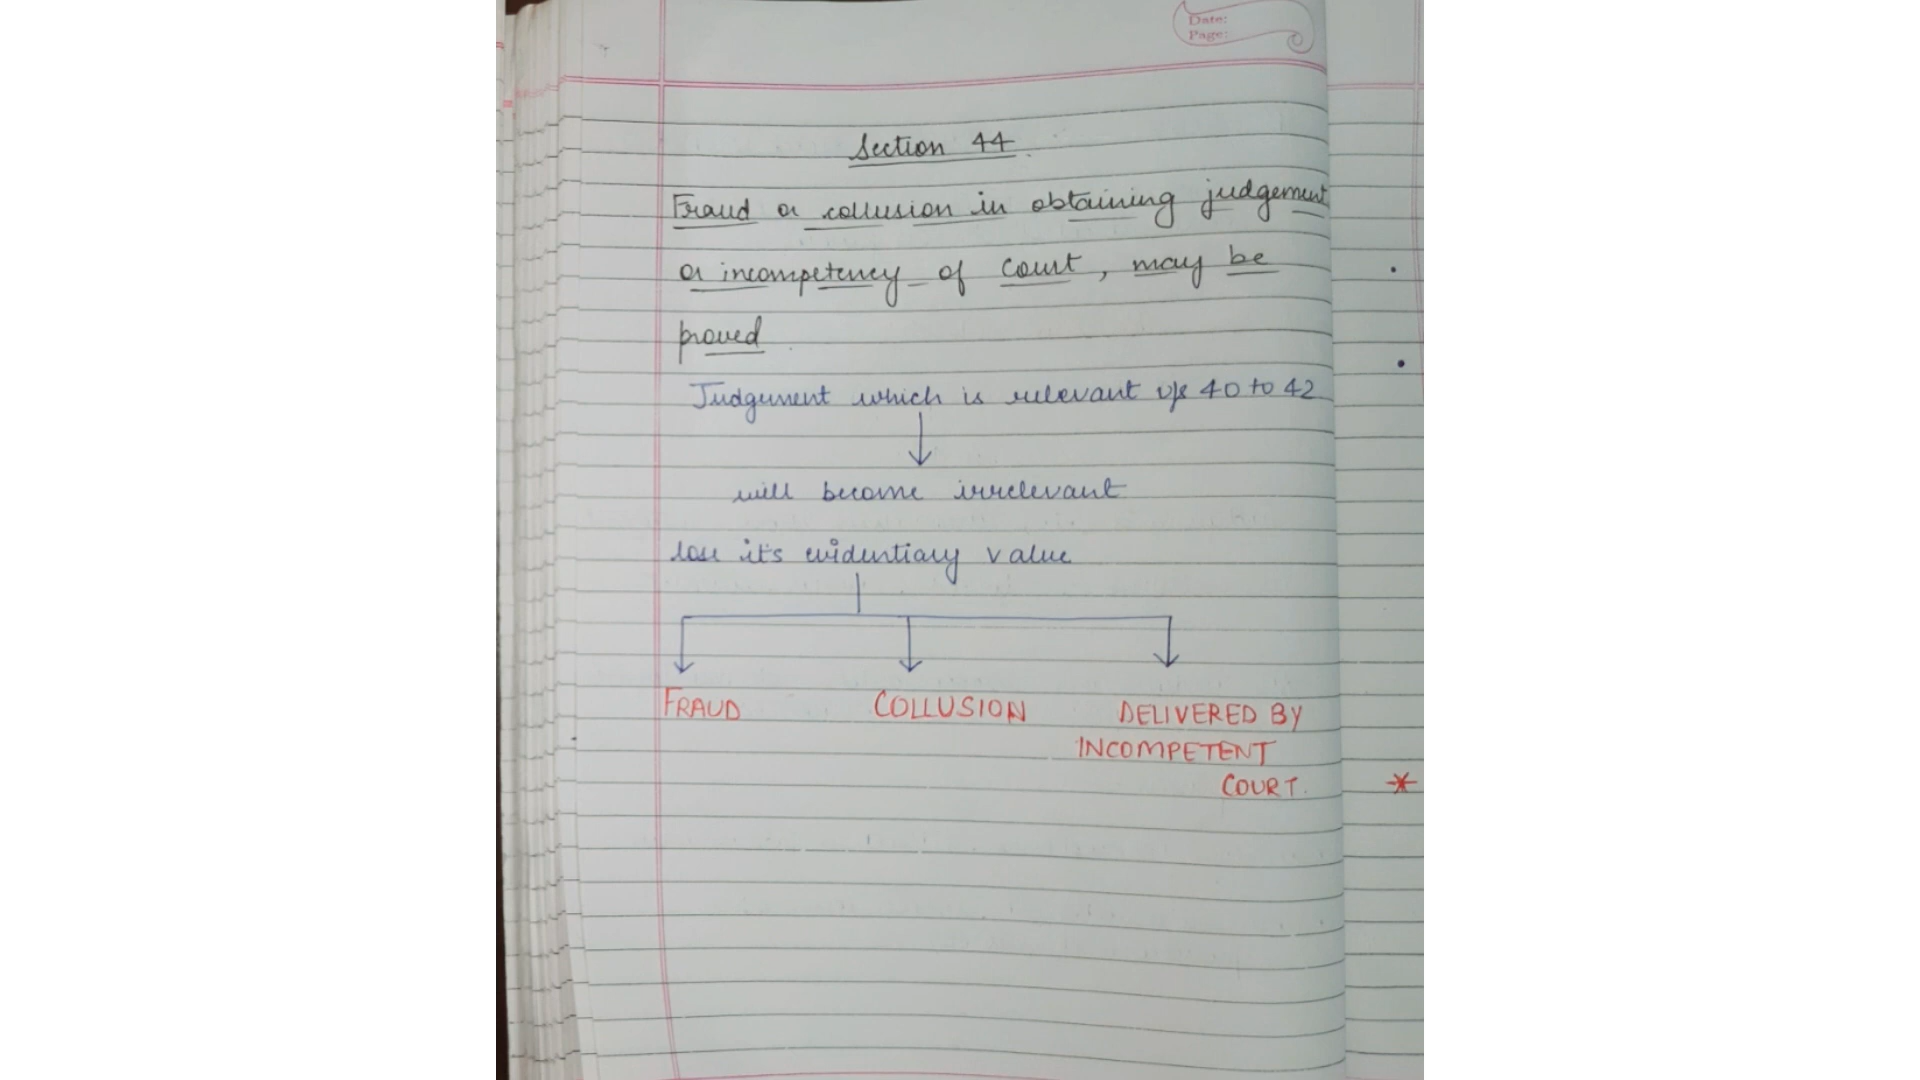 Date:
Page:
Section 44
Fraud or collusion in obtaining judgement
or incompetency of court, may be
proved
Judgement which is relevant u/s 40 to 42
will become irrelevant
lose it's evidentiary value
FRAUD COLLUSION DELIVERED BY
INCOMPETENT
COURT.